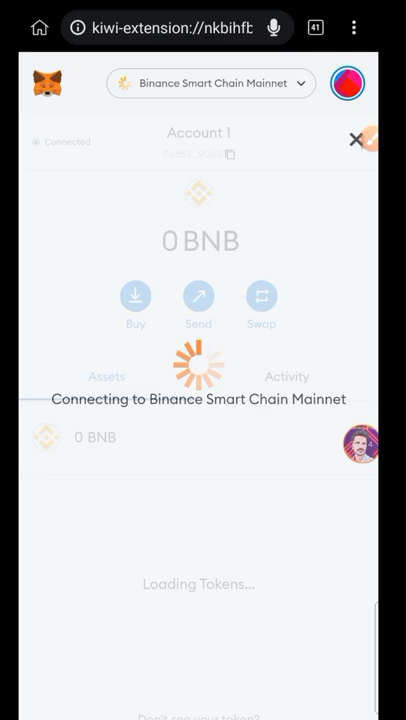 kiwi-extension://nkbihfb
41
Binance Smart Chain Mainnet
Account 1
Connected
0 BNB
Buy
Send
Swap
Assets
Activity
Connecting to Binance Smart Chain Mainnet
0 BNB
Loading Tokens...
Don't see your token?